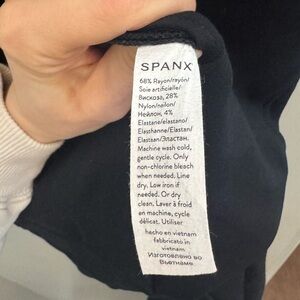 SPANX
68% Rayon/rayón/
Soie artificielle/
Вискоза, 28%
Nylon/nailon/
Нейлон, 4%
Elastane/elastano/
Elasthanne/Elastan/
Elastisan/Эластан.
Machine wash cold,
gentle cycle. Only
non-chlorine bleach
when needed. Line
dry. Low iron if
needed. Or dry
clean. Laver à froid
en machine, cycle
délicat. Utiliser
hecho en vietnam
fabbricato in
vietnam
Изготовлено во
Вьетнаме